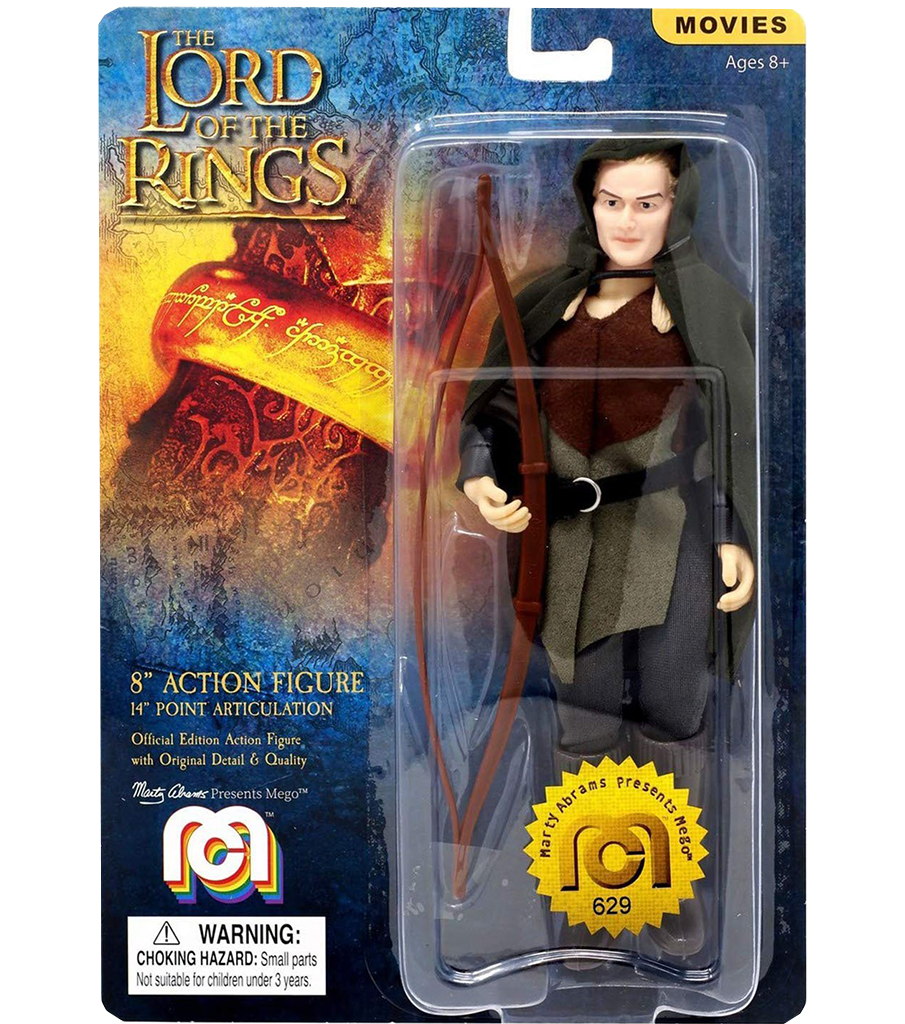 THE
LORD
OF THE
RINGS™
MOVIES
Ages 8+
8” ACTION FIGURE
14” POINT ARTICULATION
Official Edition Action Figure
with Original Detail & Quality
Marty Abrams Presents Mego™
TM
WARNING:
CHOKING HAZARD: Small parts
Not suitable for children under 3 years.
Marty Abrams Presents Mego™
629